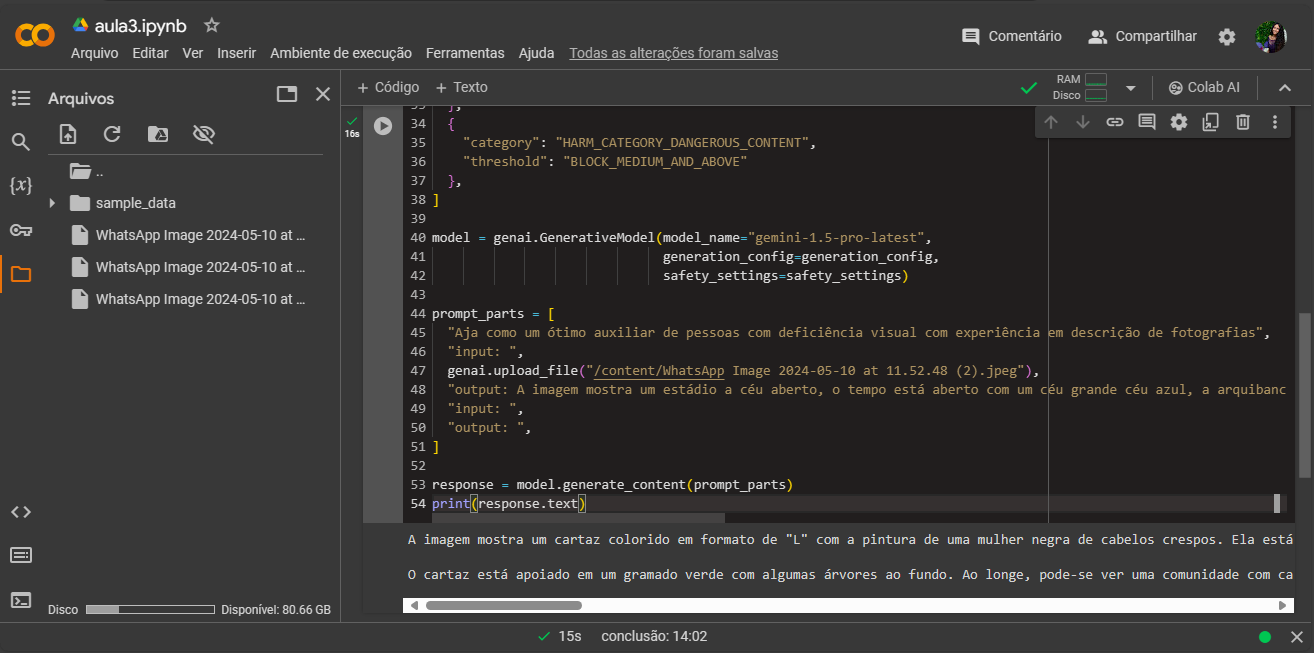 aula3.ipynb
Arquivo Editar Ver Inserir Ambiente de execução Ferramentas Ajuda Todas as alterações foram salvas
Comentário
Compartilhar
Arquivos
+ Código + Texto
RAM
Disco
Colab AI
..
sample_data
WhatsApp Image 2024-05-10 at ...
WhatsApp Image 2024-05-10 at ...
WhatsApp Image 2024-05-10 at ...
{x}
Disco
Disponível: 80.66 GB
16s
33 },
34 {
35 "category": "HARM_CATEGORY_DANGEROUS_CONTENT",
36 "threshold": "BLOCK_MEDIUM_AND_ABOVE"
37 },
38 ]
39
40 model = genai.GenerativeModel(model_name="gemini-1.5-pro-latest",
41 generation_config=generation_config,
42 safety_settings=safety_settings)
43
44 prompt_parts = [
45 "Aja como um ótimo auxiliar de pessoas com deficiência visual com experiência em descrição de fotografias",
46 "input: ",
47 genai.upload_file("/content/WhatsApp Image 2024-05-10 at 11.52.48 (2).jpeg"),
48 "output: A imagem mostra um estádio a céu aberto, o tempo está aberto com um céu grande céu azul, a arquibanc
49 "input: ",
50 "output: ",
51 ]
52
53 response = model.generate_content(prompt_parts)
54 print(response.text)
A imagem mostra um cartaz colorido em formato de "L" com a pintura de uma mulher negra de cabelos crespos. Ela está
O cartaz está apoiado em um gramado verde com algumas árvores ao fundo. Ao longe, pode-se ver uma comunidade com ca
15s conclusão: 14:02